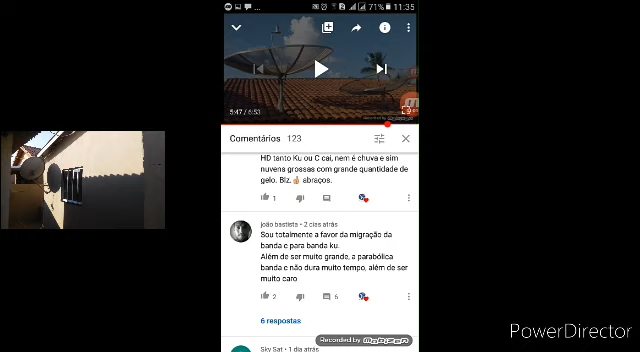 ... 71% 11:35
5:47 / 6:53
Comentários 123
HD tanto Ku ou C cai, nem é chuva e sim
nuvens grossas com grande quantidade de
gelo. Blz.👍 abraços.
1
joão bastista • 2 dias atrás
Sou totalmente a favor da migração da
banda c para banda ku.
Além de ser muito grande, a parabólica
banda c não dura muito tempo, além de ser
muito caro
2 6
6 respostas
Recorded by mobizen
Sky Sat • 1 dia atrás
PowerDirector